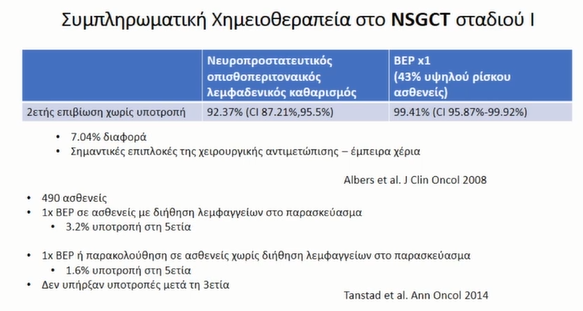 Συμπληρωματική Χημειοθεραπεία στο NSGCT σταδίου Ι
Νευροπροστατευτικός
οπισθοπεριτοναικός
λεμφαδενικός καθαρισμός
BEP x1
(43% υψηλού ρίσκου
ασθενείς)
2ετής επιβίωση χωρίς υποτροπή
92.37% (CI 87.21%,95.5%)
99.41% (CI 95.87%-99.92%)
• 7.04% διαφορά
• Σημαντικές επιπλοκές της χειρουργικής αντιμετώπισης – έμπειρα χέρια
Albers et al. J Clin Oncol 2008
• 490 ασθενείς
• 1x BEP σε ασθενείς με διήθηση λεμφαγγείων στο παρασκεύασμα
• 3.2% υποτροπή στη 5ετία
• 1x BEP ή παρακολούθηση σε ασθενείς χωρίς διήθηση λεμφαγγείων στο παρασκεύασμα
• 1.6% υποτροπή στη 5ετία
• Δεν υπήρξαν υποτροπές μετά τη 3ετία
Tanstad et al. Ann Oncol 2014